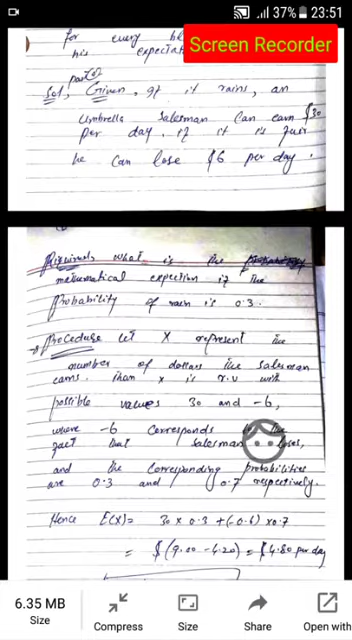 37% 23:51
Screen Recorder
for every
his expectat
part (a)
Sol, Given, If it rains, an
Umbrella Salesman can earn $30
per day. if it is fair
he can lose $6 per day.
Required, what is the
mathematical expection if the
Probability of rain is 0.3.
Procedure let X represent the
number of dollars the salesman
earns. Than x is r.v with
possible values 30 and -6,
where -6 corresponds to the
fact that salesman loses,
and the corresponding probabilities
are 0.3 and 0.7 respectively.
Hence E(X) = 30 x 0.3 + (-0.6) x 0.7
= $(9.00 - 4.20) = $4.80 per day
6.35 MB
Size
Compress
Size
Share
Open with